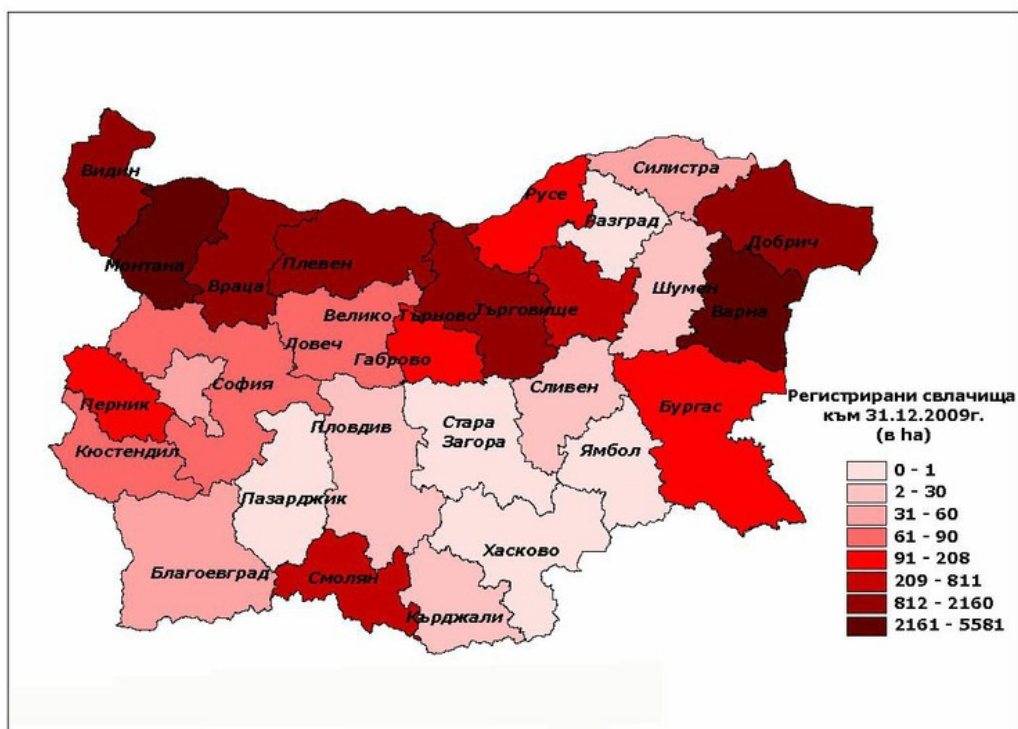 Видин
Монтана
Враца
Плевен
Велико Търново
Ловеч
Габрово
Търговище
Русе
Разград
Силистра
Шумен
Добрич
Варна
София
Перник
Кюстендил
Благоевград
Пазарджик
Пловдив
Стара
Загора
Сливен
Ямбол
Бургас
Хасково
Смолян
Кърджали
Регистрирани свлачища
към 31.12.2009г.
(в ha)
0 - 1
2 - 30
31 - 60
61 - 90
91 - 208
209 - 811
812 - 2160
2161 - 5581